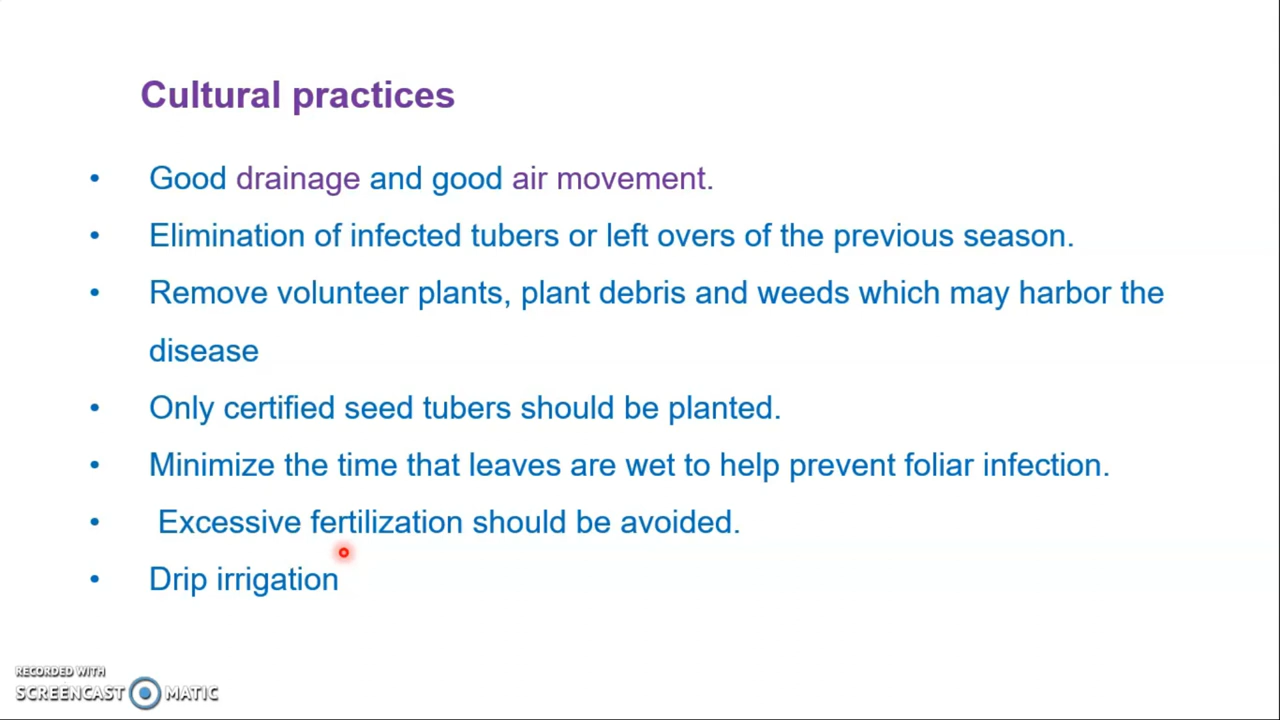 Cultural practices
• Good drainage and good air movement.
• Elimination of infected tubers or left overs of the previous season.
• Remove volunteer plants, plant debris and weeds which may harbor the
disease
• Only certified seed tubers should be planted.
• Minimize the time that leaves are wet to help prevent foliar infection.
• Excessive fertilization should be avoided.
• Drip irrigation
RECORDED WITH
SCREENCAST MATIC